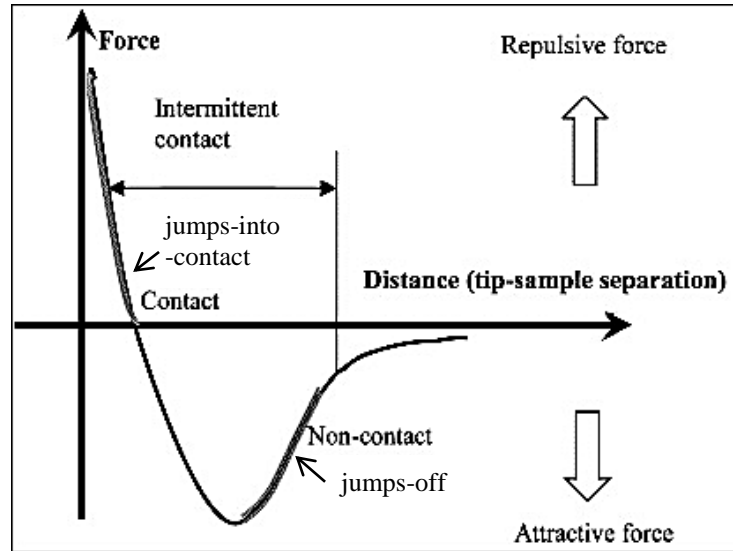 Force
Repulsive force
Intermittent
contact
jumps-into
-contact
Distance (tip-sample separation)
Contact
Non-contact
jumps-off
Attractive force